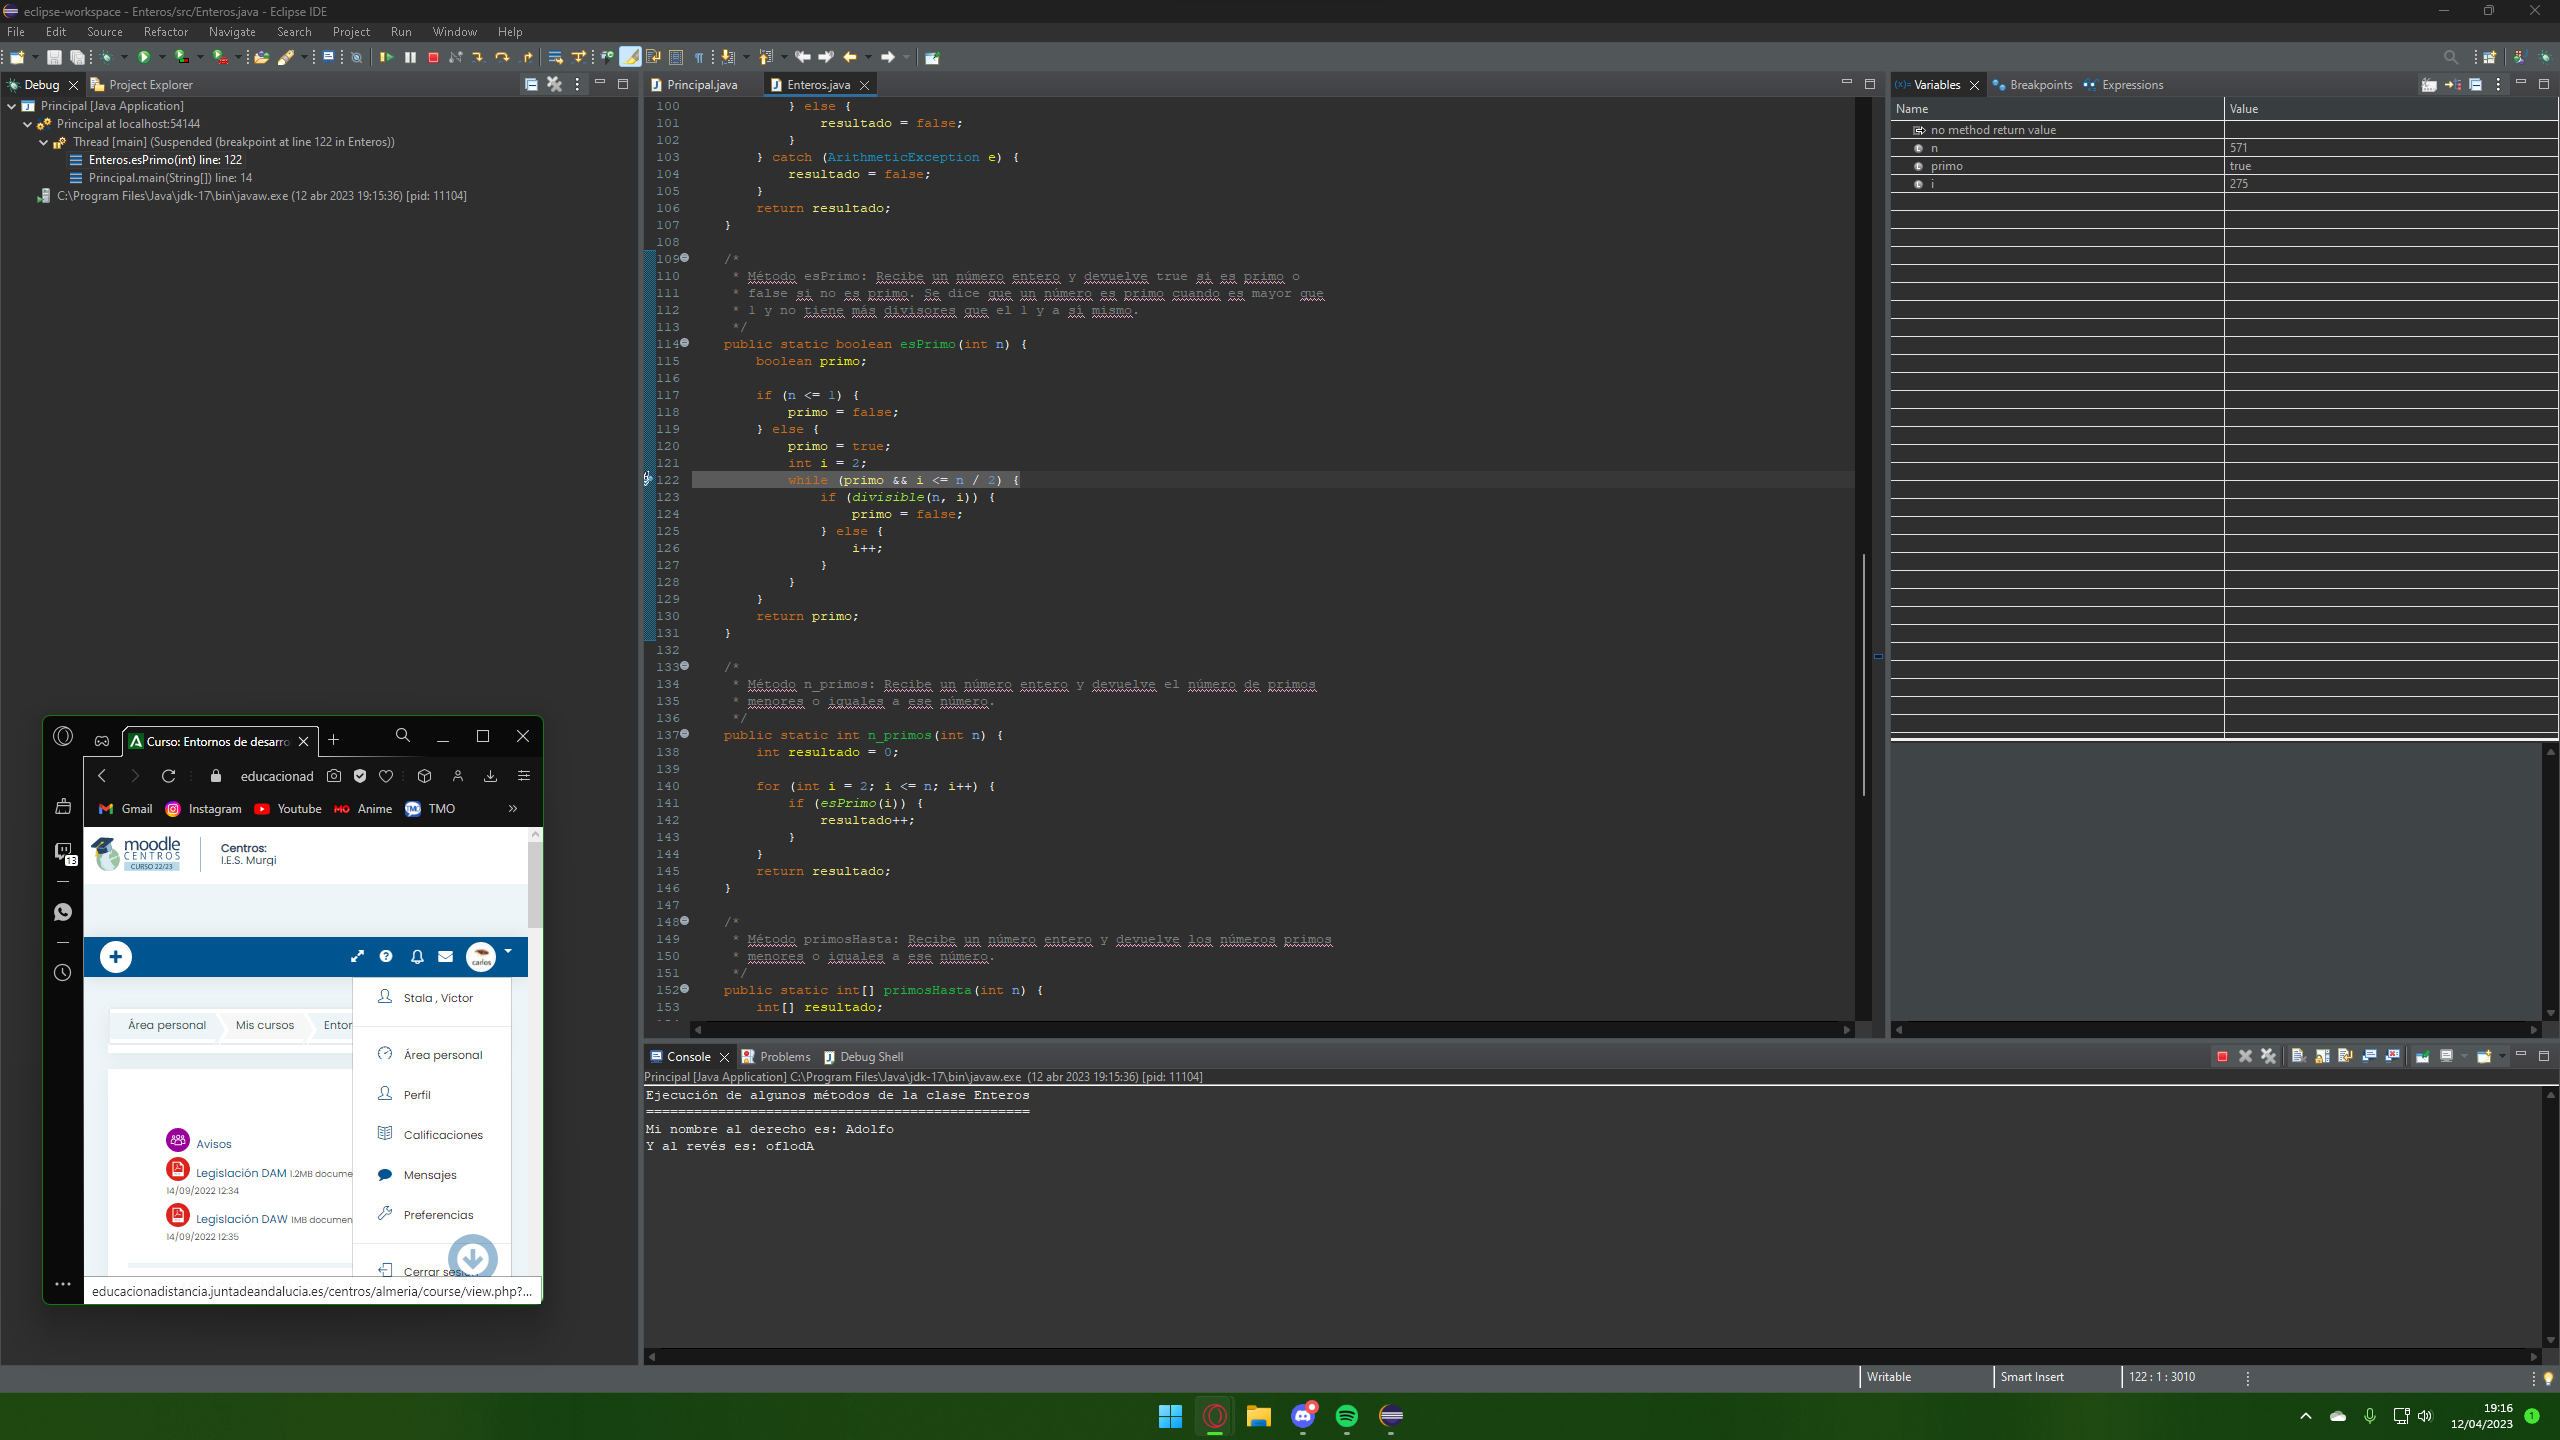 eclipse-workspace - Enteros/src/Enteros.java - Eclipse IDE
File Edit Source Refactor Navigate Search Project Run Window Help
Debug Project Explorer
Principal [Java Application]
Principal at localhost:54144
Thread [main] (Suspended (breakpoint at line 122 in Enteros))
Enteros.esPrimo(int) line: 122
Principal.main(String[]) line: 14
C:\Program Files\Java\jdk-17\bin\javaw.exe (12 abr 2023 19:15:36) [pid: 11104]
Principal.java Enteros.java
100 } else {
101 resultado = false;
102 }
103 } catch (ArithmeticException e) {
104 resultado = false;
105 }
106 return resultado;
107 }
108
109 /*
110 * Método esPrimo: Recibe un número entero y devuelve true si es primo o
111 * false si no es primo. Se dice que un número es primo cuando es mayor que
112 * 1 y no tiene más divisores que el 1 y a si mismo.
113 */
114 public static boolean esPrimo(int n) {
115 boolean primo;
116
117 if (n <= 1) {
118 primo = false;
119 } else {
120 primo = true;
121 int i = 2;
122 while (primo && i <= n / 2) {
123 if (divisible(n, i)) {
124 primo = false;
125 } else {
126 i++;
127 }
128 }
129 }
130 return primo;
131 }
132
133 /*
134 * Método n_primos: Recibe un número entero y devuelve el número de primos
135 * menores o iguales a ese número.
136 */
137 public static int n_primos(int n) {
138 int resultado = 0;
139
140 for (int i = 2; i <= n; i++) {
141 if (esPrimo(i)) {
142 resultado++;
143 }
144 }
145 return resultado;
146 }
147
148 /*
149 * Método primosHasta: Recibe un número entero y devuelve los números primos
150 * menores o iguales a ese número.
151 */
152 public static int[] primosHasta(int n) {
153 int[] resultado;
Variables Breakpoints Expressions
Name Value
no method return value
n 571
primo true
i 275
Console Problems Debug Shell
Principal [Java Application] C:\Program Files\Java\jdk-17\bin\javaw.exe (12 abr 2023 19:15:36) [pid: 11104]
Ejecución de algunos métodos de la clase Enteros
================================================
Mi nombre al derecho es: Adolfo
Y al revés es: oflodA
Curso: Entornos de desarro
educacionad
Gmail Instagram Youtube Anime TMO
13
moodle
CENTROS
CURSO 22/23
Centros:
I.E.S. Murgi
carlos
Stala , Víctor
Área personal Mis cursos Entor
Área personal
Perfil
Calificaciones
Mensajes
Preferencias
Cerrar sesión
Avisos
Legislación DAM 1.2MB docume
14/09/2022 12:34
Legislación DAW 1MB documen
14/09/2022 12:35
educacionadistancia.juntadeandalucia.es/centros/almeria/course/view.php?...
Writable Smart Insert 122 : 1 : 3010
19:16
12/04/2023
1